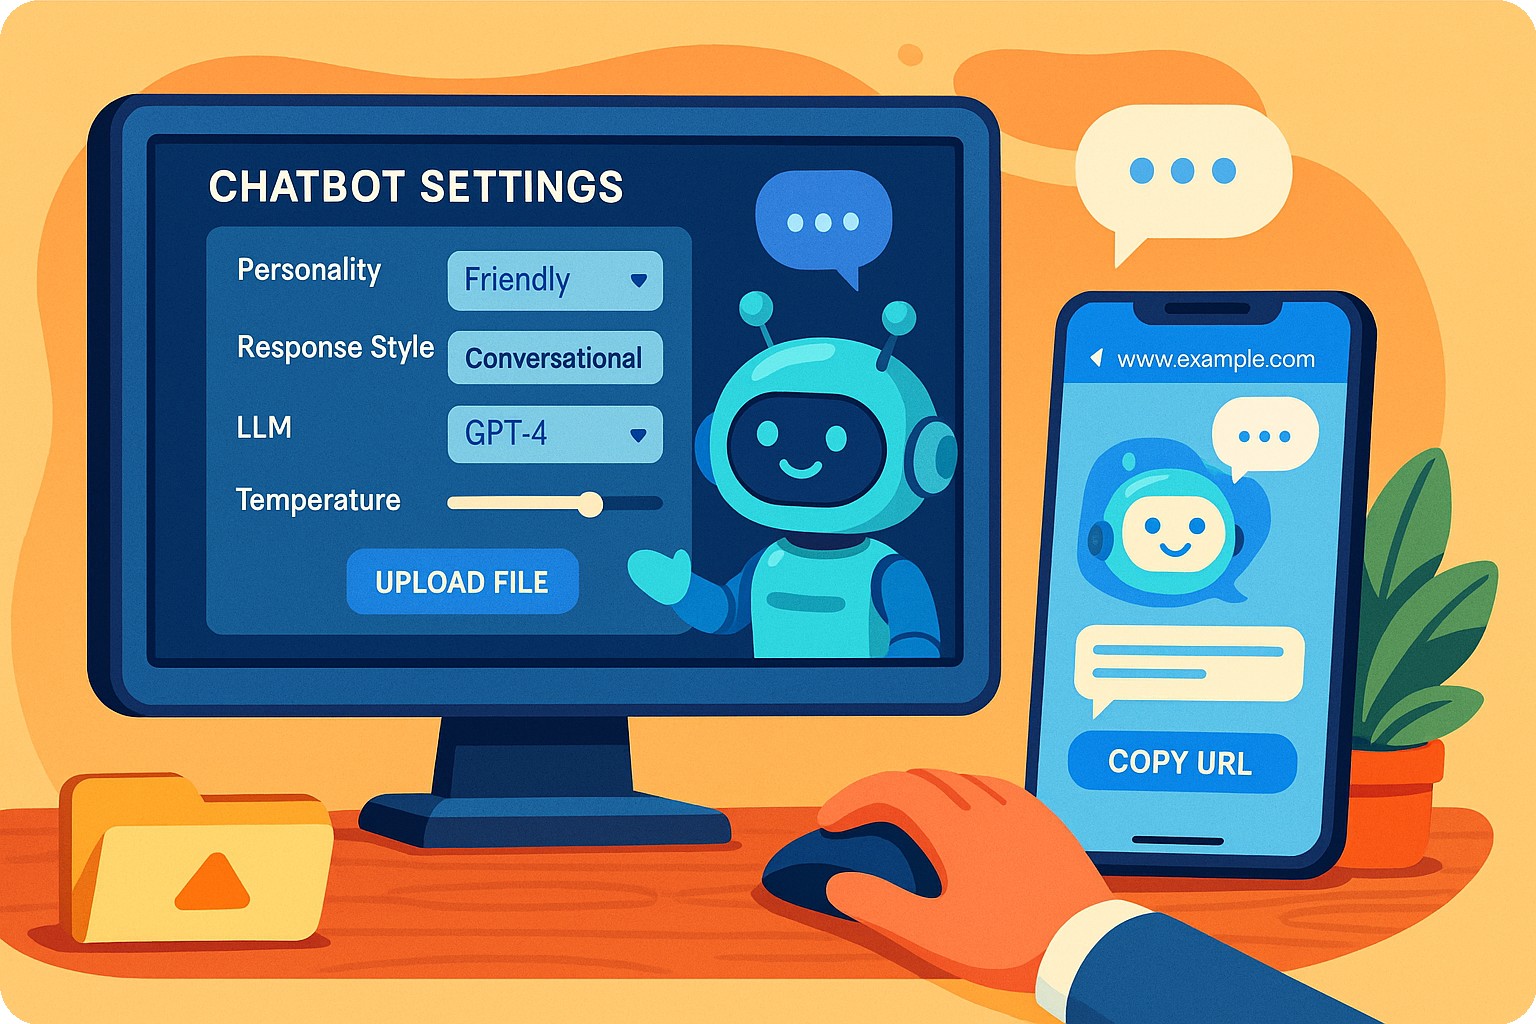 CHATBOT SETTINGS
Personality
Friendly
Response Style
Conversational
LLM
GPT-4
Temperature
UPLOAD FILE
www.example.com
COPY URL